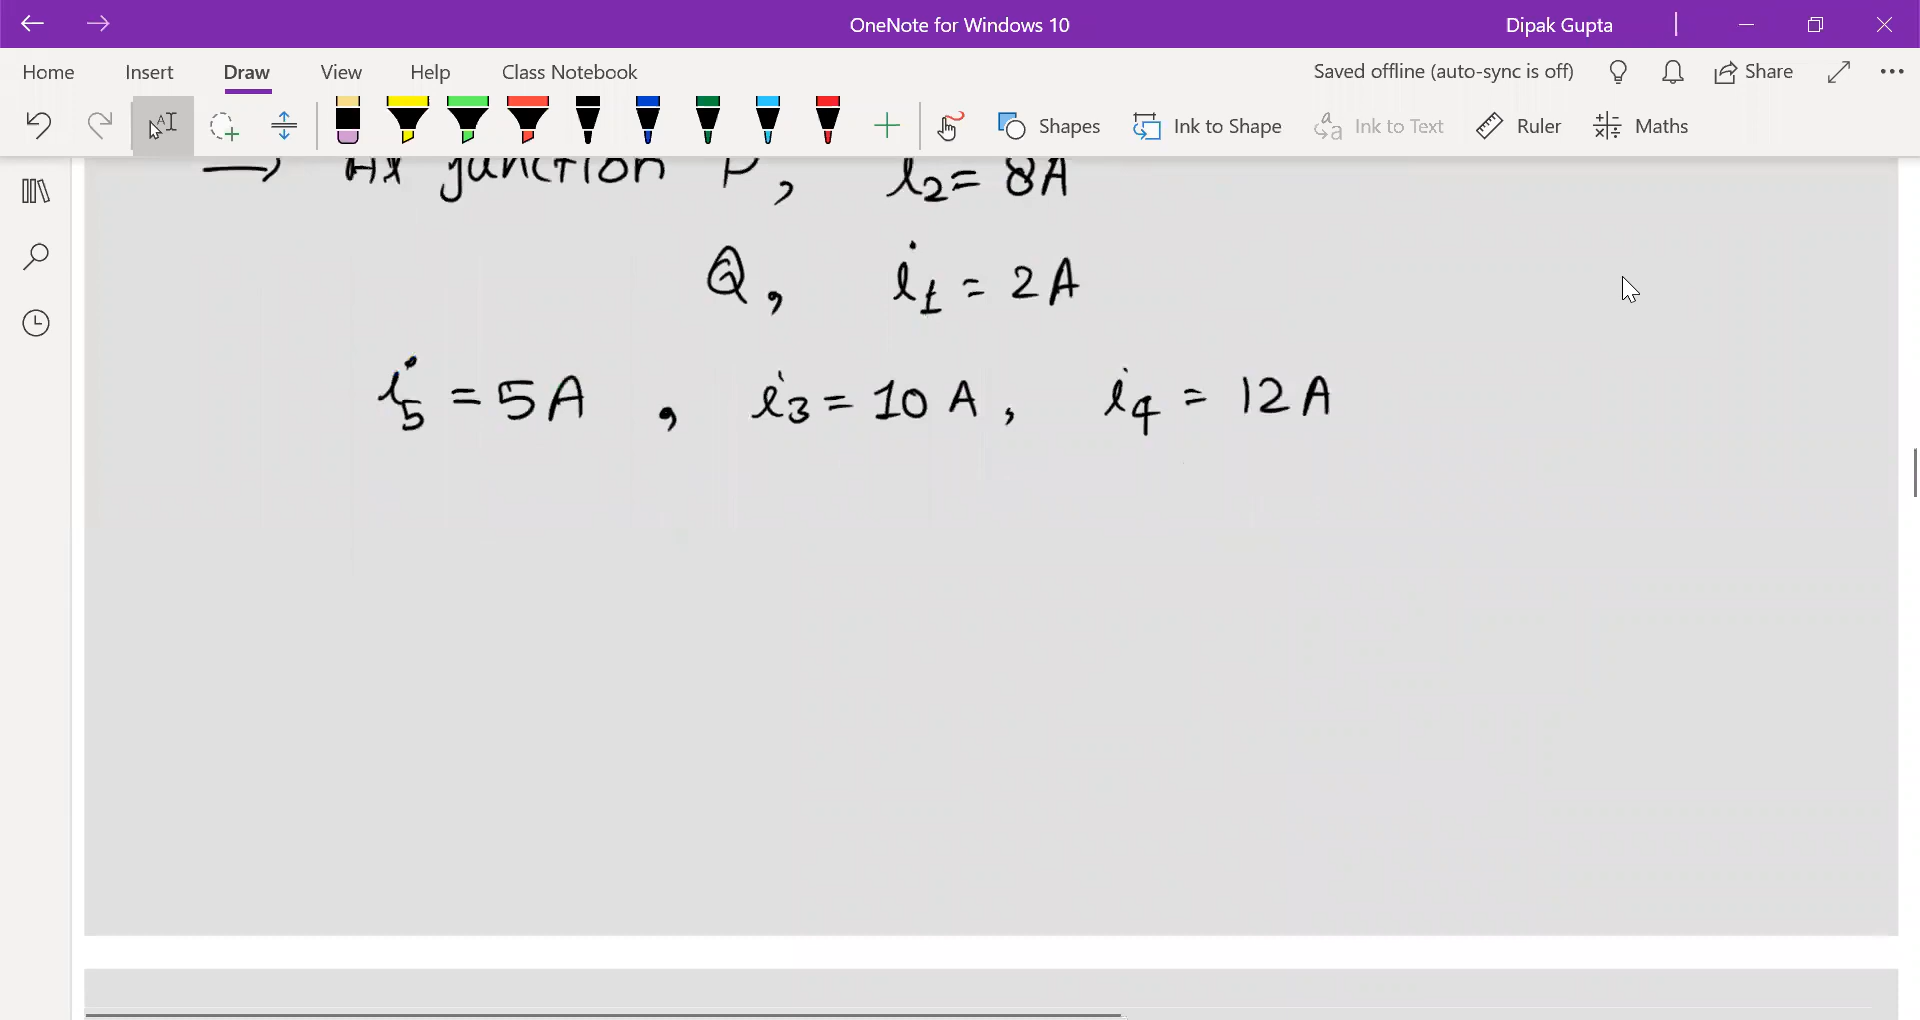 OneNote for Windows 10 Dipak Gupta
Home Insert Draw View Help Class Notebook Saved offline (auto-sync is off) Share
Shapes Ink to Shape Ink to Text Ruler Maths
→ At junction P, i2 = 8A
Q, i1 = 2A
i5 = 5A, i3 = 10 A, i4 = 12A